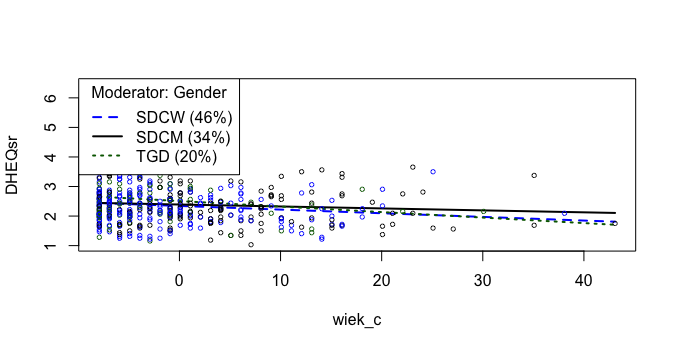 Moderator: Gender
SDCW (46%)
SDCM (34%)
TGD (20%)
DHEQsr
6
5
4
3
2
1
0
10
20
30
40
wiek_c